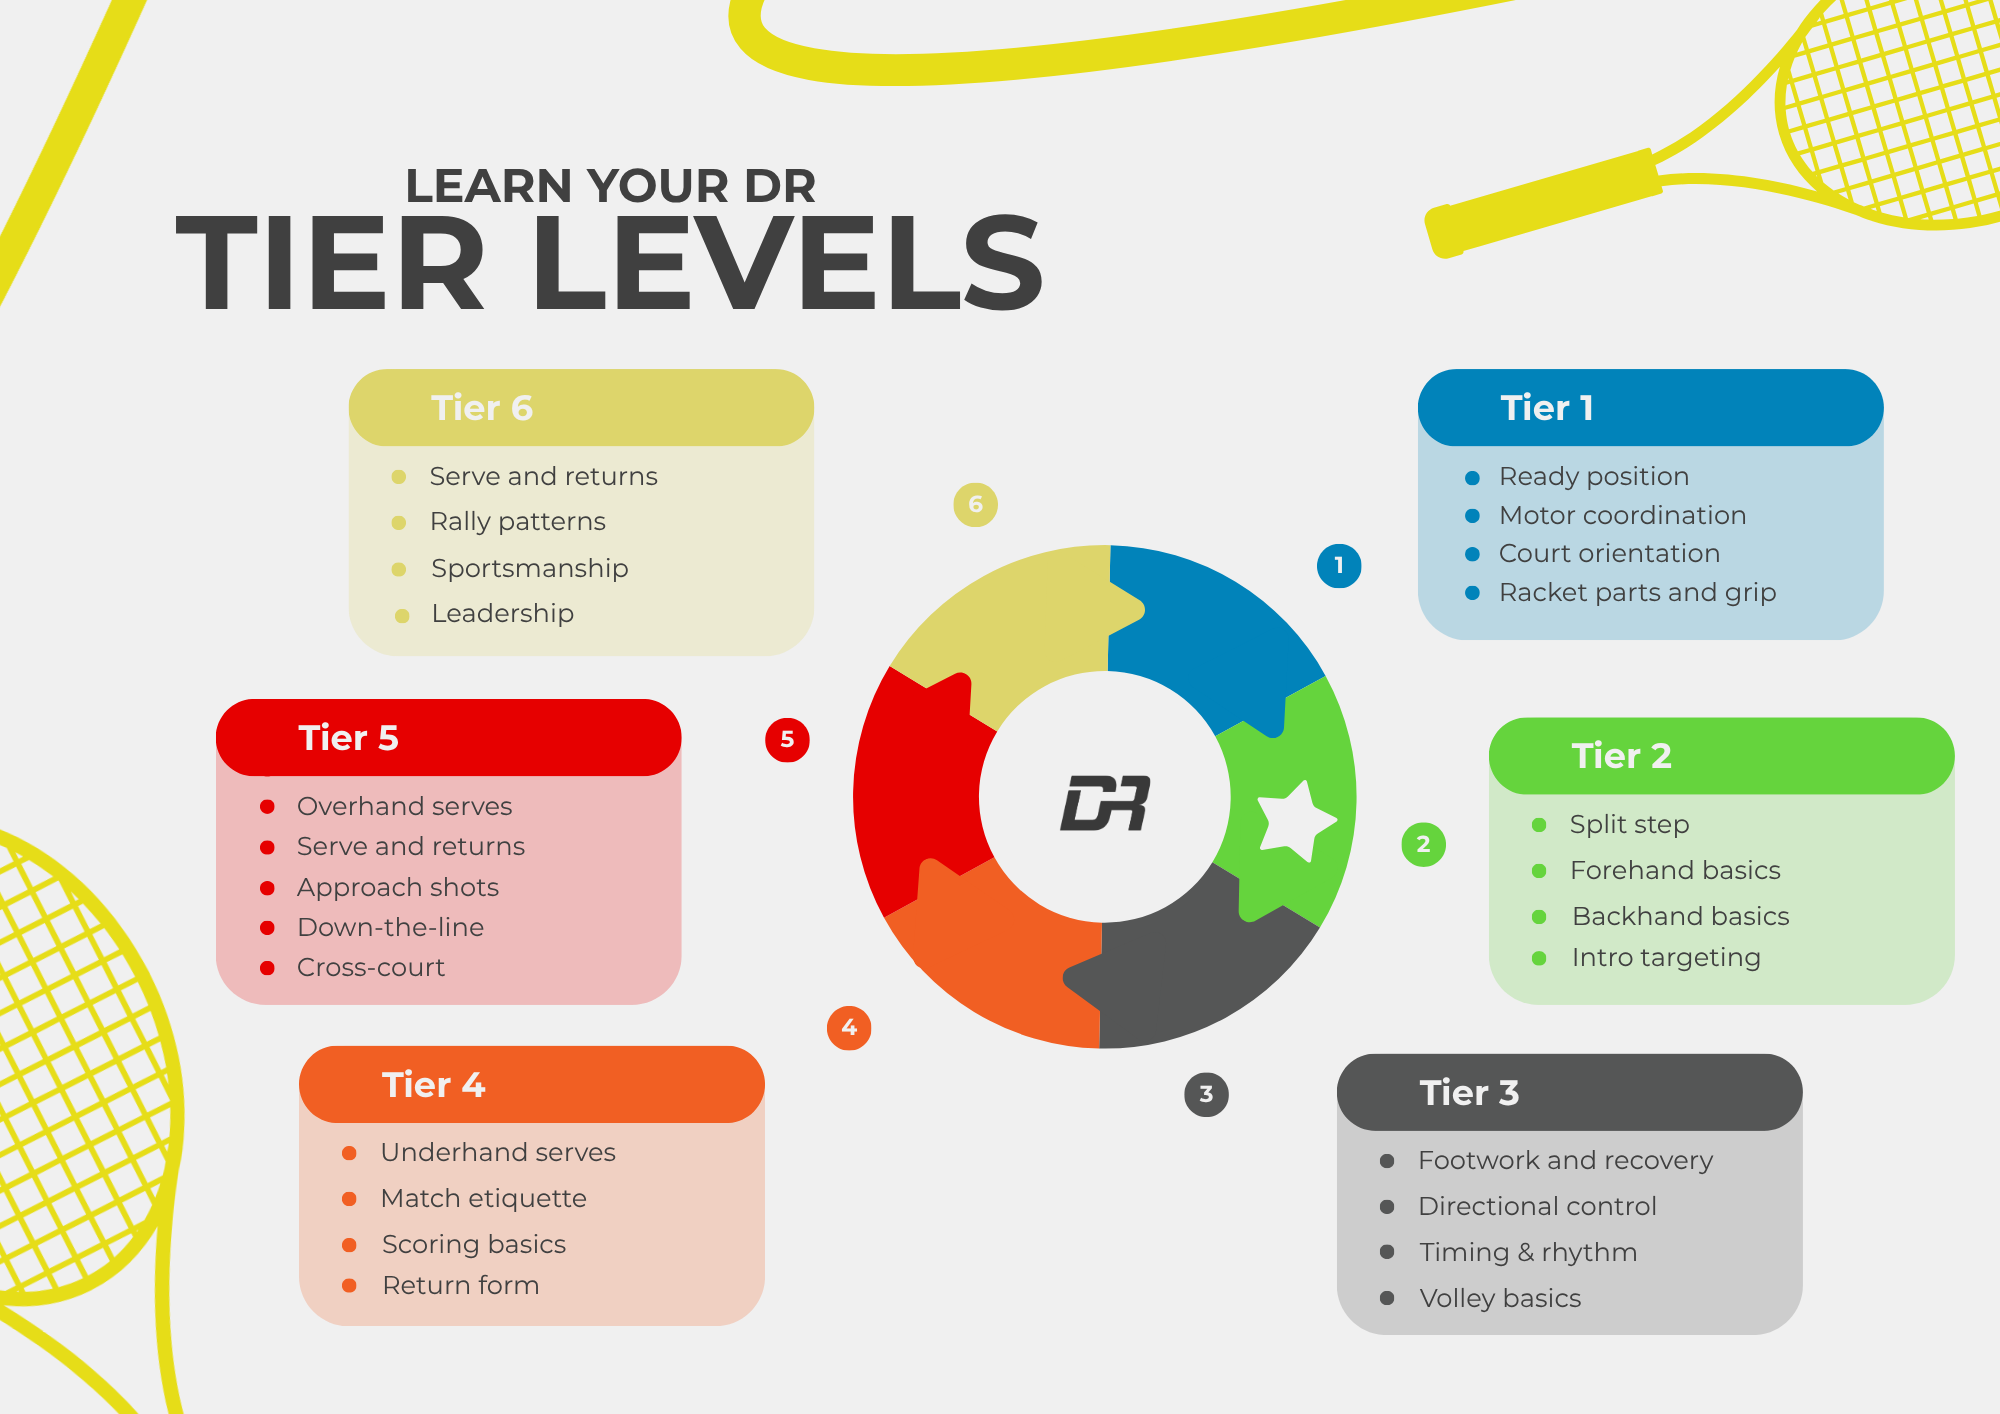 LEARN YOUR DR
TIER LEVELS
Tier 6
Serve and returns
Rally patterns
Sportsmanship
Leadership
Tier 1
Ready position
Motor coordination
Court orientation
Racket parts and grip
6
1
Tier 5
Overhand serves
Serve and returns
Approach shots
Down-the-line
Cross-court
5
DR
2
Tier 2
Split step
Forehand basics
Backhand basics
Intro targeting
4
3
Tier 4
Underhand serves
Match etiquette
Scoring basics
Return form
Tier 3
Footwork and recovery
Directional control
Timing & rhythm
Volley basics